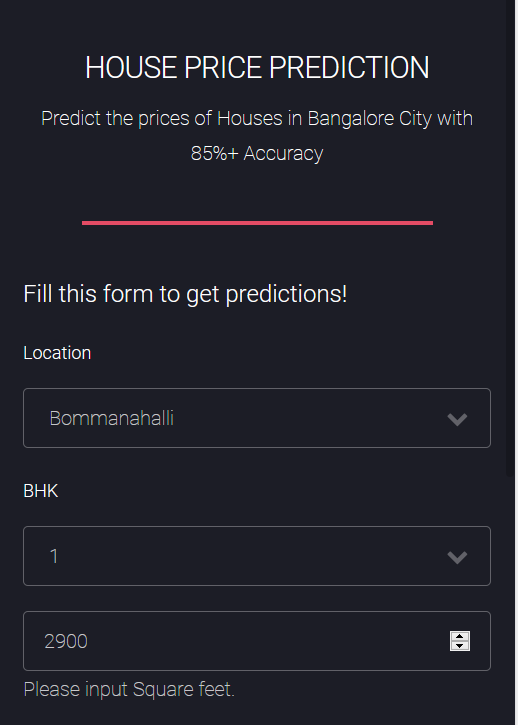 HOUSE PRICE PREDICTION
Predict the prices of Houses in Bangalore City with
85%+ Accuracy
Fill this form to get predictions!
Location
Bommanahalli
BHK
1
2900
Please input Square feet.